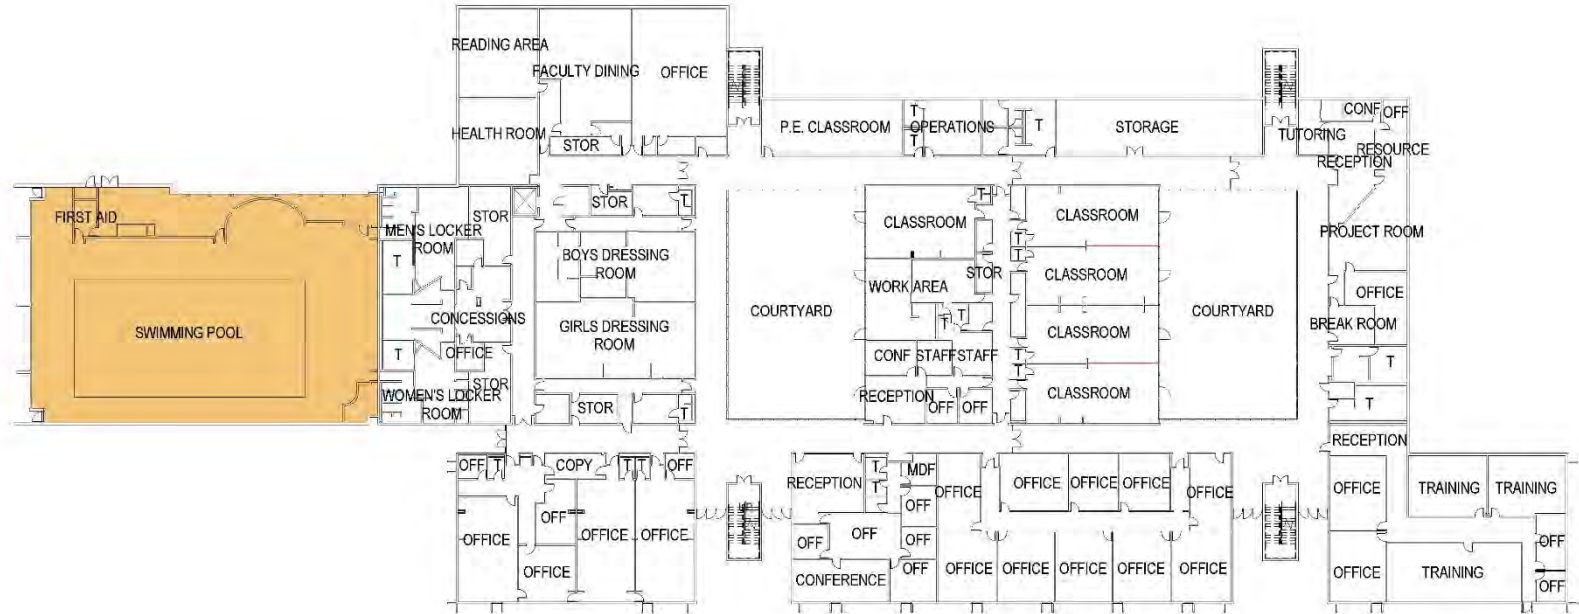 READING AREA
FACULTY DINING
OFFICE
HEALTH ROOM
STOR
P.E. CLASSROOM
T
T
OPERATIONS
T
STORAGE
CONF
OFF
TUTORING
RESOURCE
RECEPTION
FIRST AID
MEN'S LOCKER
ROOM
STOR
STOR
T
CLASSROOM
T
T
CLASSROOM
PROJECT ROOM
T
BOYS DRESSING
ROOM
WORK AREA
STOR
T
CLASSROOM
OFFICE
SWIMMING POOL
CONCESSIONS
GIRLS DRESSING
ROOM
COURTYARD
T
T
CLASSROOM
COURTYARD
BREAK ROOM
T
OFFICE
CONF
STAFF
STAFF
T
T
T
WOMEN'S LOCKER
ROOM
STOR
STOR
T
RECEPTION
OFF
OFF
CLASSROOM
T
RECEPTION
OFF
T
COPY
T
T
OFF
RECEPTION
T
T
MDF
OFFICE
OFFICE
OFFICE
OFFICE
OFFICE
OFFICE
TRAINING
TRAINING
OFFICE
OFF
OFFICE
OFFICE
OFF
OFF
OFF
OFF
OFF
OFFICE
CONFERENCE
OFF
OFFICE
OFFICE
OFFICE
OFFICE
OFFICE
OFFICE
TRAINING
OFF